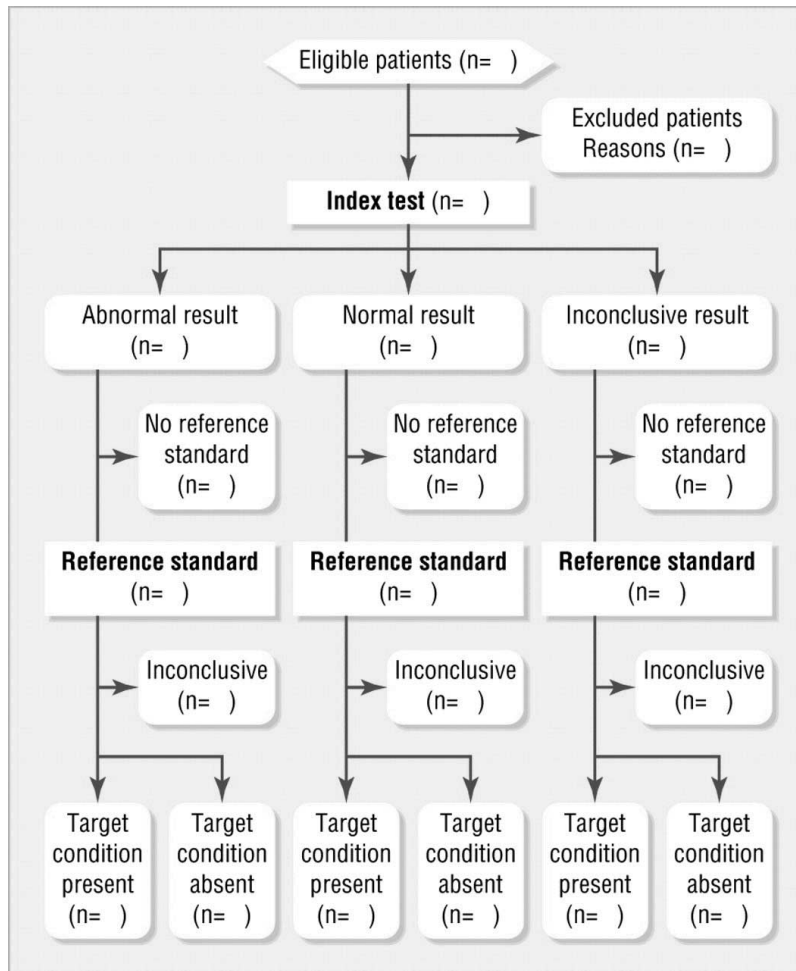 Eligible patients (n=   )
Excluded patients
Reasons (n=   )
Index test (n=   )
Abnormal result
(n=   )
Normal result
(n=   )
Inconclusive result
(n=   )
No reference
standard
(n=   )
No reference
standard
(n=   )
No reference
standard
(n=   )
Reference standard
(n=   )
Reference standard
(n=   )
Reference standard
(n=   )
Inconclusive
(n=   )
Inconclusive
(n=   )
Inconclusive
(n=   )
Target
condition
present
(n=   )
Target
condition
absent
(n=   )
Target
condition
present
(n=   )
Target
condition
absent
(n=   )
Target
condition
present
(n=   )
Target
condition
absent
(n=   )